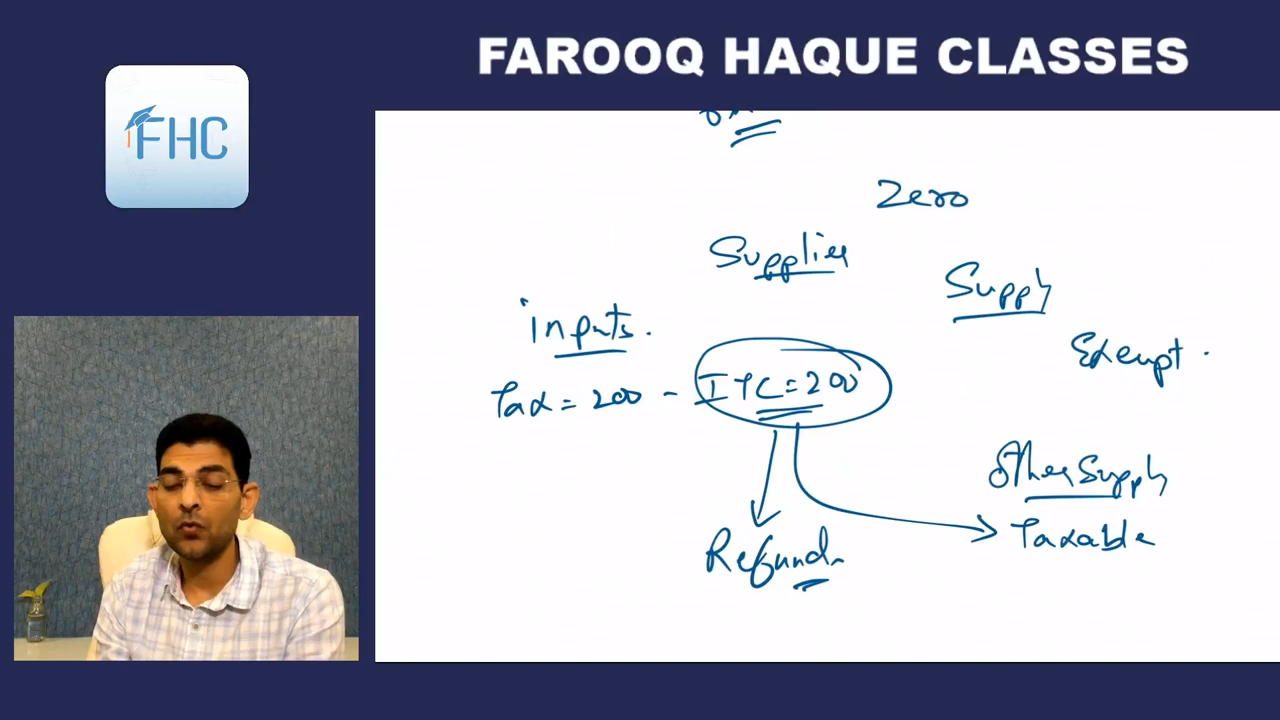 FAROOQ HAQUE CLASSES
FHC
Zero
Supplies
Supply
inputs.
Exempt.
Tax = 200 - ITC = 200
Other Supply
Taxable
Refund